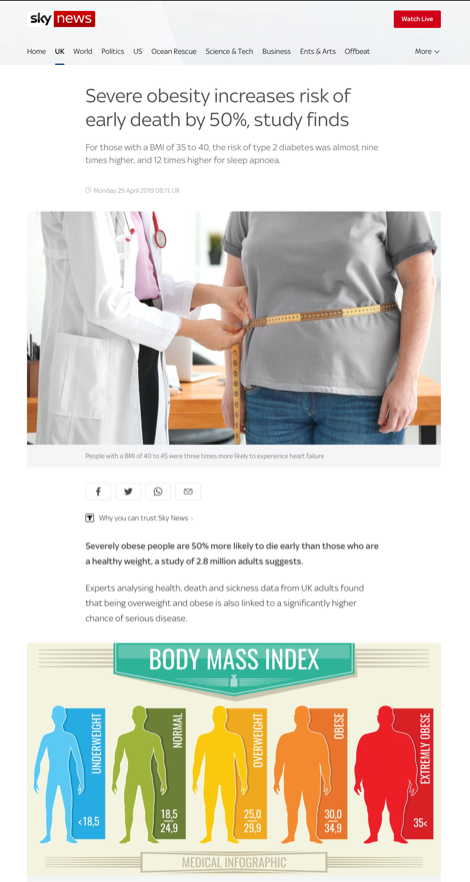 sky news
Watch Live
Home UK World Politics US Ocean Rescue Science & Tech Business Ents & Arts Offbeat More
Severe obesity increases risk of
early death by 50%, study finds
For those with a BMI of 35 to 40, the risk of type 2 diabetes was almost nine
times higher, and 12 times higher for sleep apnoea.
Monday 29 April 2019 08:11, UK
People with a BMI of 40 to 45 were three times more likely to experience heart failure
Why you can trust Sky News
Severely obese people are 50% more likely to die early than those who are
a healthy weight, a study of 2.8 million adults suggests.
Experts analysing health, death and sickness data from UK adults found
that being overweight and obese is also linked to a significantly higher
chance of serious disease.
BODY MASS INDEX
UNDERWEIGHT
<18,5
NORMAL
18,5
24,9
OVERWEIGHT
25,0
29,9
OBESE
30,0
34,9
EXTREMLY OBESE
35<
MEDICAL INFOGRAPHIC